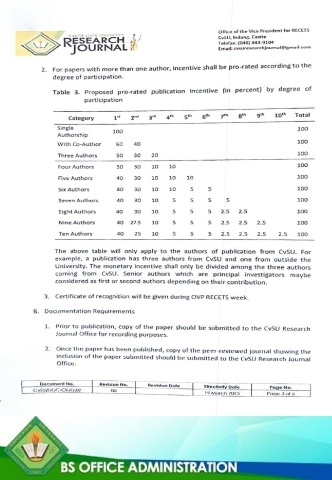 RESEARCH
JOURNAL
Office of the Vice President for RECETS
CvSU, Indang, Cavite
Telefax: (046) 443-9104
Email: cvsuresearchjournal@gmail.com
2. For papers with more than one author, incentive shall be pro-rated according to the
degree of participation.
Table 3. Proposed pro-rated publication incentive (in percent) by degree of
participation
Category 1st 2nd 3rd 4th 5th 6th 7th 8th 9th 10th Total
Single
Authorship 100 100
With Co-Author 60 40 100
Three Authors 50 30 20 100
Four Authors 50 30 10 10 100
Five Authors 40 30 10 10 10 100
Six Authors 40 30 10 10 5 5 100
Seven Authors 40 30 10 5 5 5 5 100
Eight Authors 40 30 10 5 5 5 2.5 2.5 100
Nine Authors 40 27.5 10 5 5 5 2.5 2.5 2.5 100
Ten Authors 40 25 10 5 5 5 2.5 2.5 2.5 2.5 100
The above table will only apply to the authors of publication from CvSU. For
example, a publication has three authors from CvSU and one from outside the
University. The monetary incentive shall only be divided among the three authors
coming from CvSU. Senior authors which are principal investigators maybe
considered as first or second authors depending on their contribution.
3. Certificate of recognition will be given during OVP RECETS week.
B. Documentation Requirements
1. Prior to publication, copy of the paper should be submitted to the CvSU Research
Journal Office for recording purposes.
2. Once the paper has been published, copy of the peer-reviewed journal showing the
inclusion of the paper submitted should be submitted to the CvSU Research Journal
Office.
Document No. Revision No. Revision Date Effectivity Date Page No.
00 19 March 2015 Page 3 of 6
BS OFFICE ADMINISTRATION